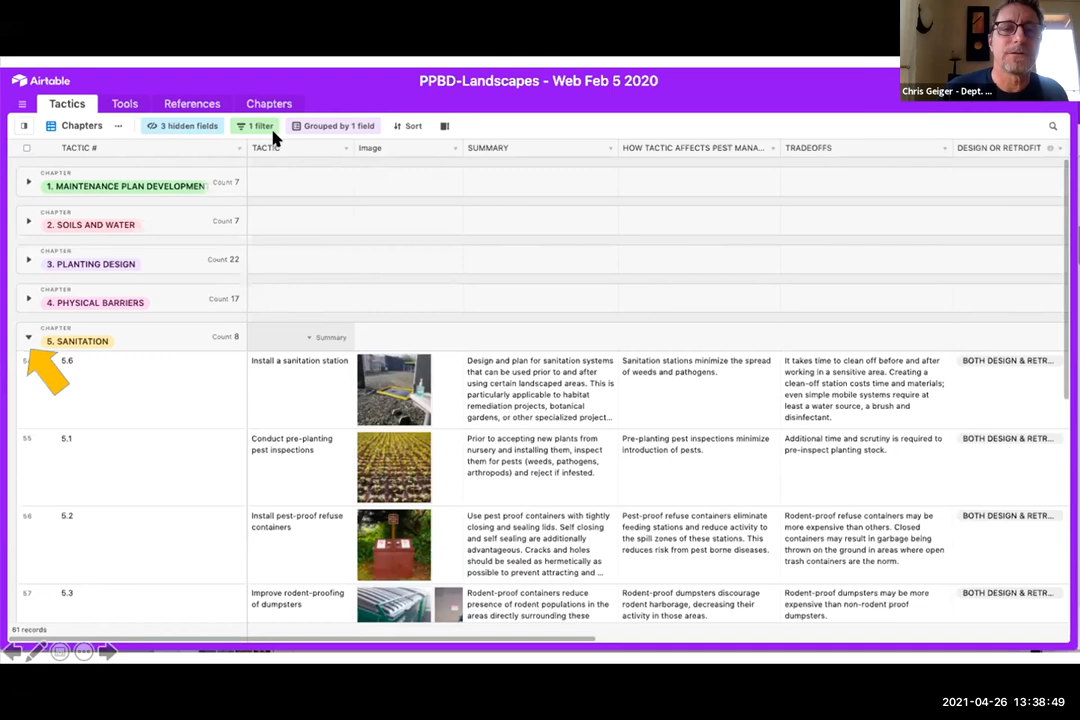 Chris Geiger - Dept. ...
Airtable
PPBD-Landscapes - Web Feb 5 2020
Tactics Tools References Chapters
Chapters ... 3 hidden fields 1 filter Grouped by 1 field Sort
TACTIC # TACTIC Image SUMMARY HOW TACTIC AFFECTS PEST MANA... TRADEOFFS DESIGN OR RETROFIT
CHAPTER
1. MAINTENANCE PLAN DEVELOPMENT Count 7
CHAPTER
2. SOILS AND WATER Count 7
CHAPTER
3. PLANTING DESIGN Count 22
CHAPTER
4. PHYSICAL BARRIERS Count 17
CHAPTER
5. SANITATION Count 8 Summary
5.6
Install a sanitation station
Design and plan for sanitation systems
that can be used prior to and after
using certain landscaped areas. This is
particularly applicable to habitat
remediation projects, botanical
gardens, or other specialized project...
Sanitation stations minimize the spread
of weeds and pathogens.
It takes time to clean off before and after
working in a sensitive area. Creating a
clean-off station costs time and materials;
even simple mobile systems require at
least a water source, a brush and
disinfectant.
BOTH DESIGN & RETR...
55 5.1
Conduct pre-planting
pest inspections
Prior to accepting new plants from
nursery and installing them, inspect
them for pests (weeds, pathogens,
arthropods) and reject if infested.
Pre-planting pest inspections minimize
introduction of pests.
Additional time and scrutiny is required to
pre-inspect planting stock.
BOTH DESIGN & RETR...
56 5.2
Install pest-proof refuse
containers
Use pest proof containers with tightly
closing and sealing lids. Self closing
and self sealing are additionally
advantageous. Cracks and holes
should be sealed as hermetically as
possible to prevent attracting and ...
Pest-proof refuse containers eliminate
feeding stations and reduce activity to
the spill zones of these stations. This
reduces risk from pest borne diseases.
Rodent-proof refuse containers may be
more expensive than others. Closed
containers may result in garbage being
thrown on the ground in areas where open
trash containers are the norm.
BOTH DESIGN & RETR...
57 5.3
Improve rodent-proofing
of dumpsters
Rodent-proof containers reduce
presence of rodent populations in the
areas directly surrounding these
Rodent-proof dumpsters discourage
rodent harborage, decreasing their
activity in those areas.
Rodent-proof dumpsters may be more
expensive than non-rodent proof
dumpsters.
BOTH DESIGN & RETR...
61 records
2021-04-26 13:38:49